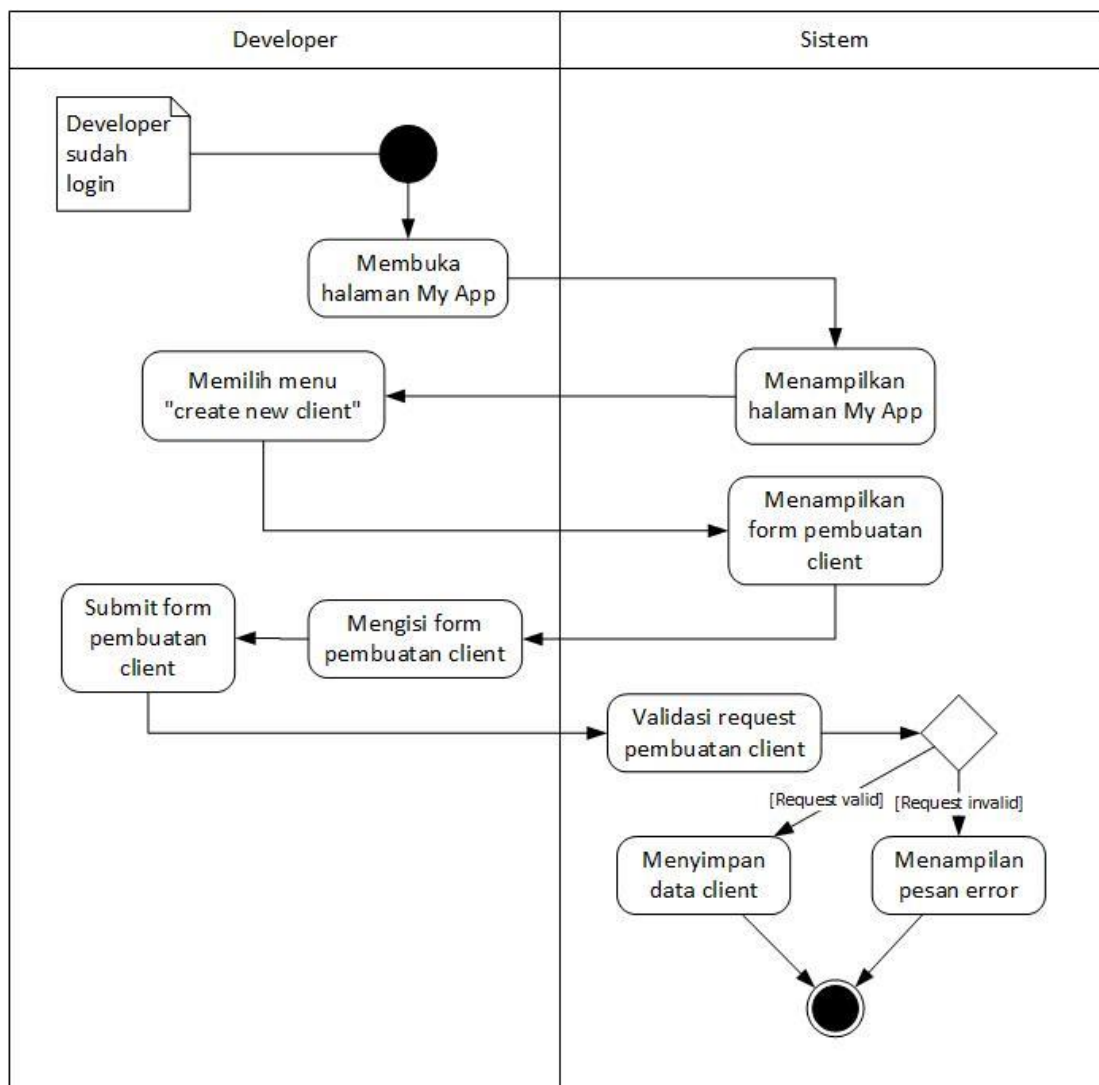 Developer
Sistem
Developer
sudah
login
Membuka
halaman My App
Memilih menu
"create new client"
Menampilkan
halaman My App
Menampilkan
form pembuatan
client
Submit form
pembuatan
client
Mengisi form
pembuatan client
Validasi request
pembuatan client
[Request valid]
[Request invalid]
Menyimpan
data client
Menampilan
pesan error